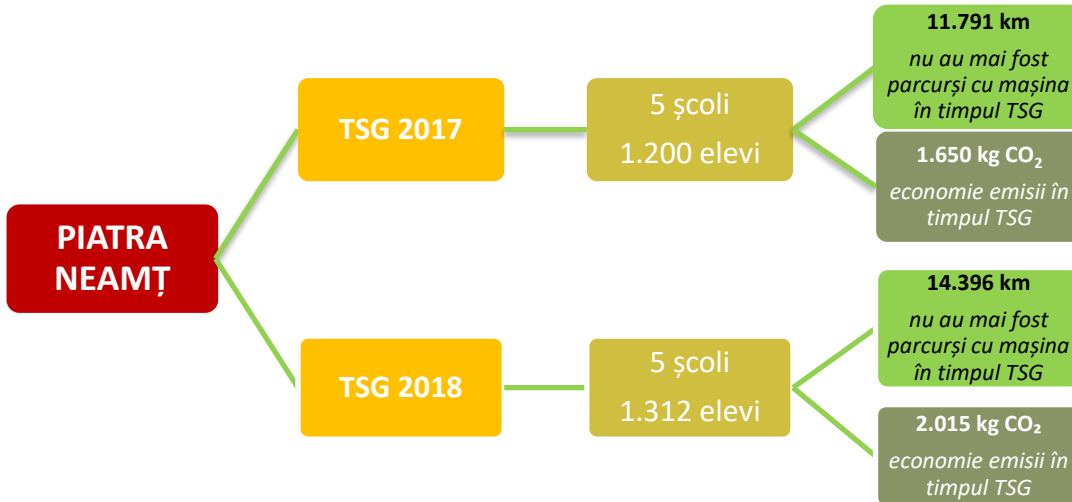 PIATRA
NEAMȚ
TSG 2017
5 școli
1.200 elevi
11.791 km
nu au mai fost
parcurși cu mașina
în timpul TSG
1.650 kg CO₂
economie emisii în
timpul TSG
TSG 2018
5 școli
1.312 elevi
14.396 km
nu au mai fost
parcurși cu mașina
în timpul TSG
2.015 kg CO₂
economie emisii în
timpul TSG